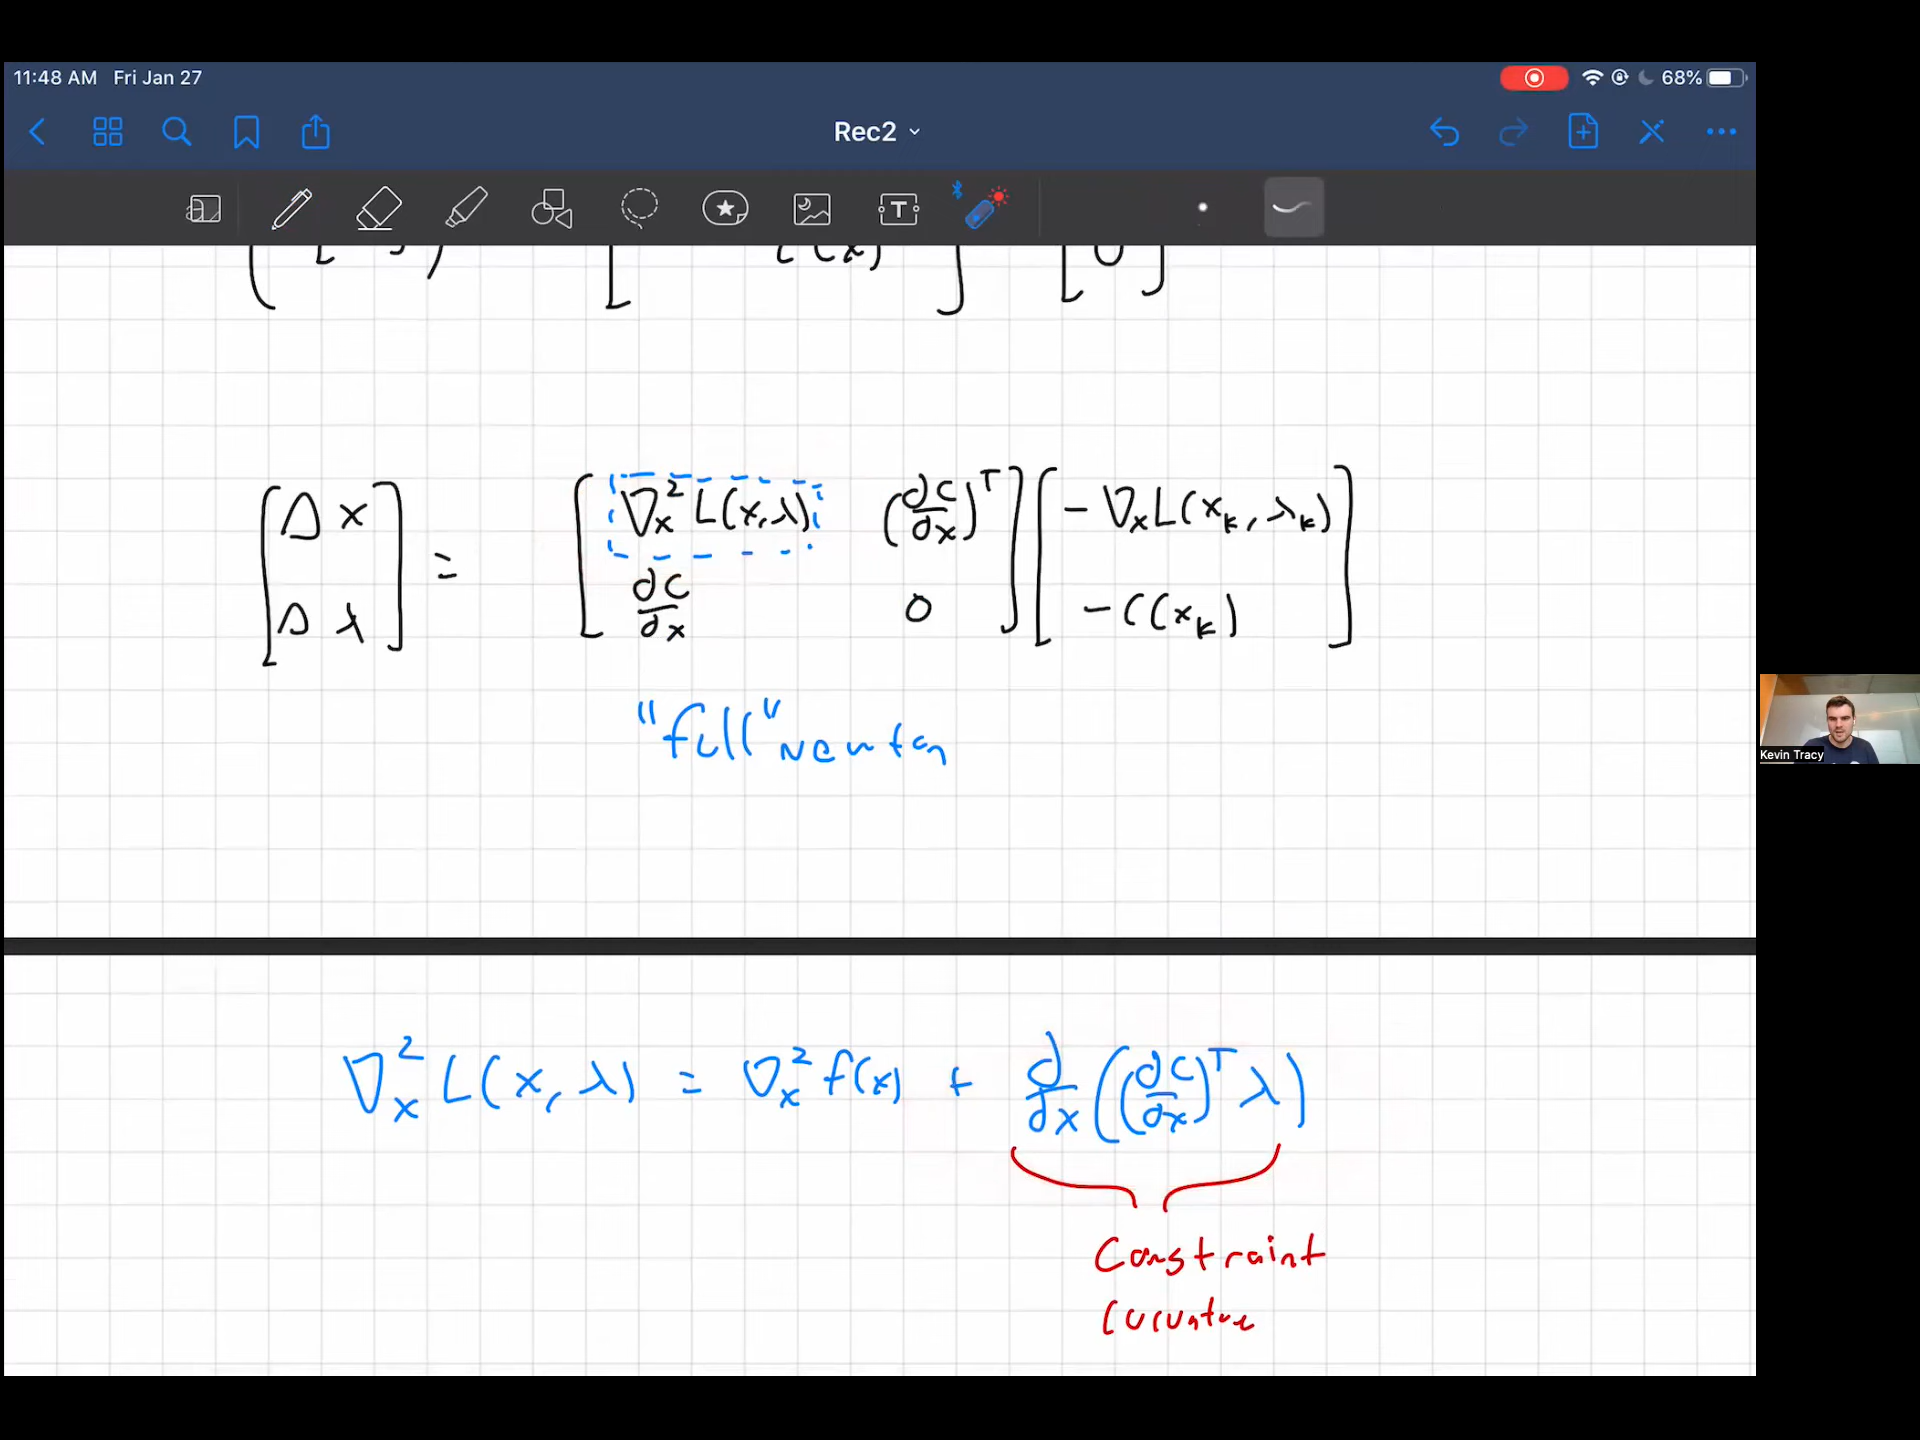 11:48 AM Fri Jan 27 68%
Rec2
[Δx Δλ] = [∇ₓ²L(x,λ) (∂C/∂x)ᵀ ; ∂C/∂x 0] [-∇ₓL(xₖ,λₖ) ; -C(xₖ)]
"full" newton
Kevin Tracy
∇ₓ²L(x,λ) = ∇ₓ²f(x) + ∂/∂x((∂C/∂x)ᵀλ)
Constraint